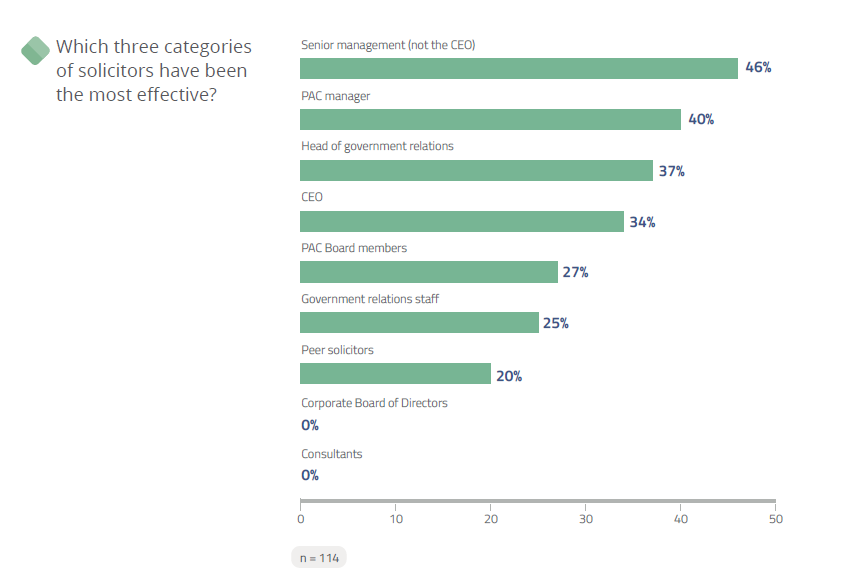 Which three categories
of solicitors have been
the most effective?
Senior management (not the CEO)
46%
PAC manager
40%
Head of government relations
37%
CEO
34%
PAC Board members
27%
Government relations staff
25%
Peer solicitors
20%
Corporate Board of Directors
0%
Consultants
0%
0 10 20 30 40 50
n = 114